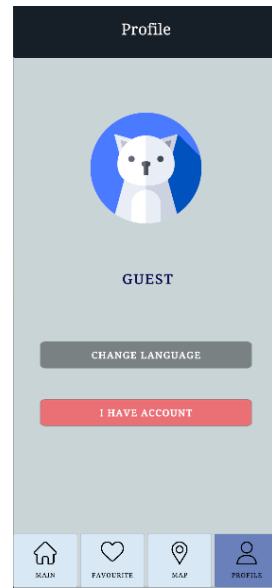 Profile
GUEST
CHANGE LANGUAGE
I HAVE ACCOUNT
MAIN
FAVOURITE
MAP
PROFILE